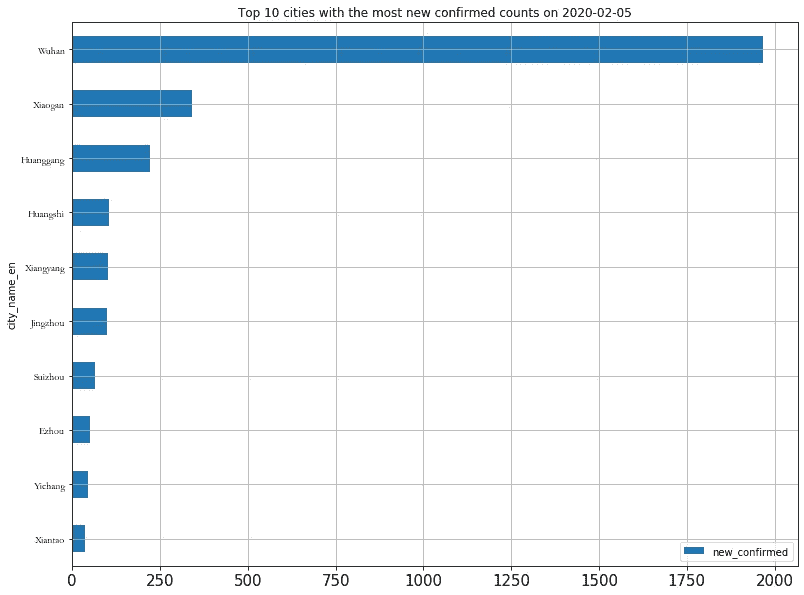 Top 10 cities with the most new confirmed counts on 2020-02-05
city_name_en
Wuhan
Xiaogan
Huanggang
Huangshi
Xiangyang
Jingzhou
Suizhou
Ezhou
Yichang
Xiantao
new_confirmed
0 250 500 750 1000 1250 1500 1750 2000